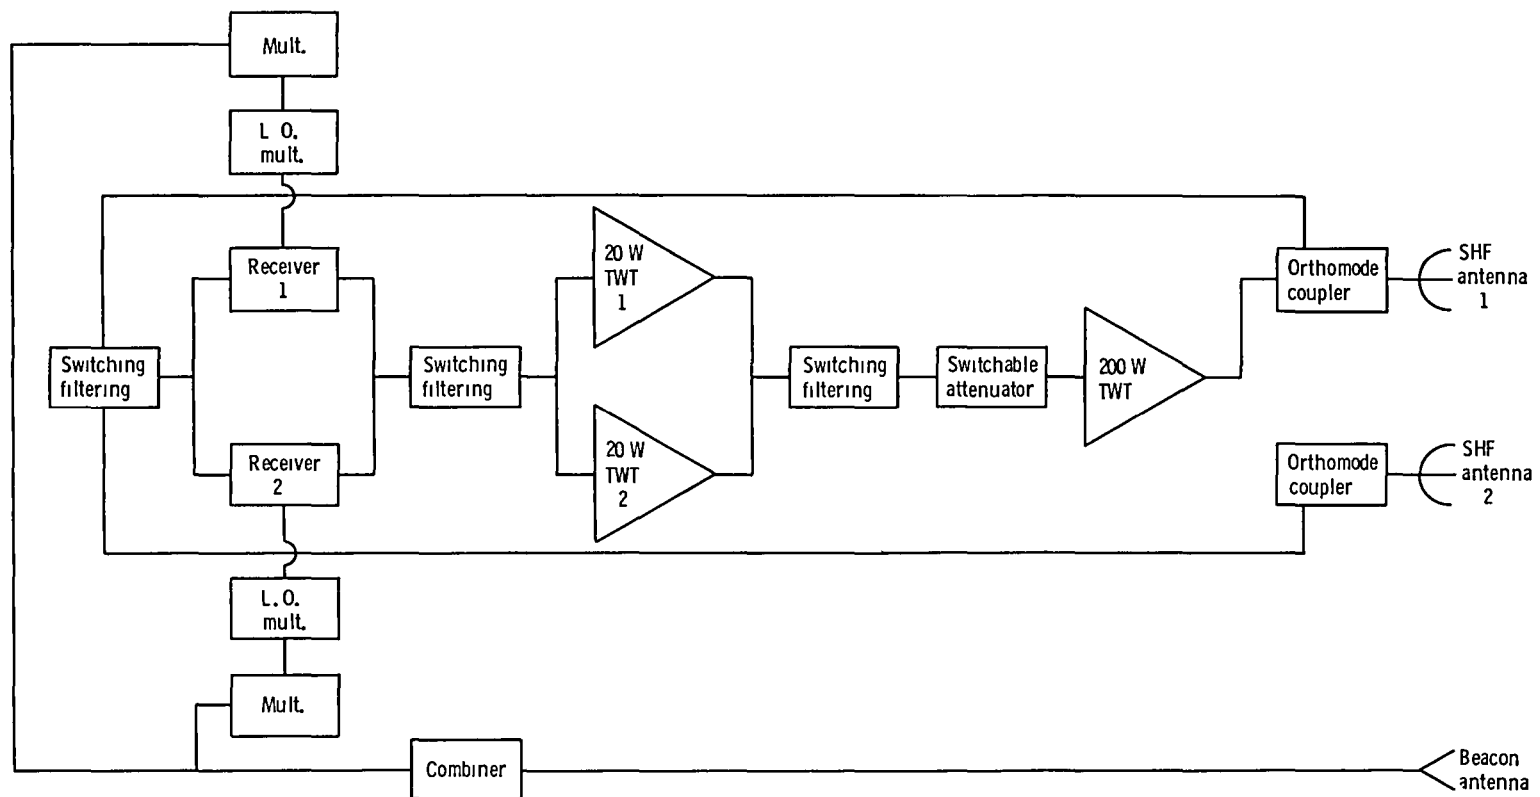 Mult.
L O.
mult.
Receiver
1
20 W
TWT
1
Orthomode
coupler
SHF
antenna
1
Switching
filtering
Switching
filtering
Switching
filtering
Switchable
attenuator
200 W
TWT
Receiver
2
20 W
TWT
2
Orthomode
coupler
SHF
antenna
2
L.O.
mult.
Mult.
Combiner
Beacon
antenna